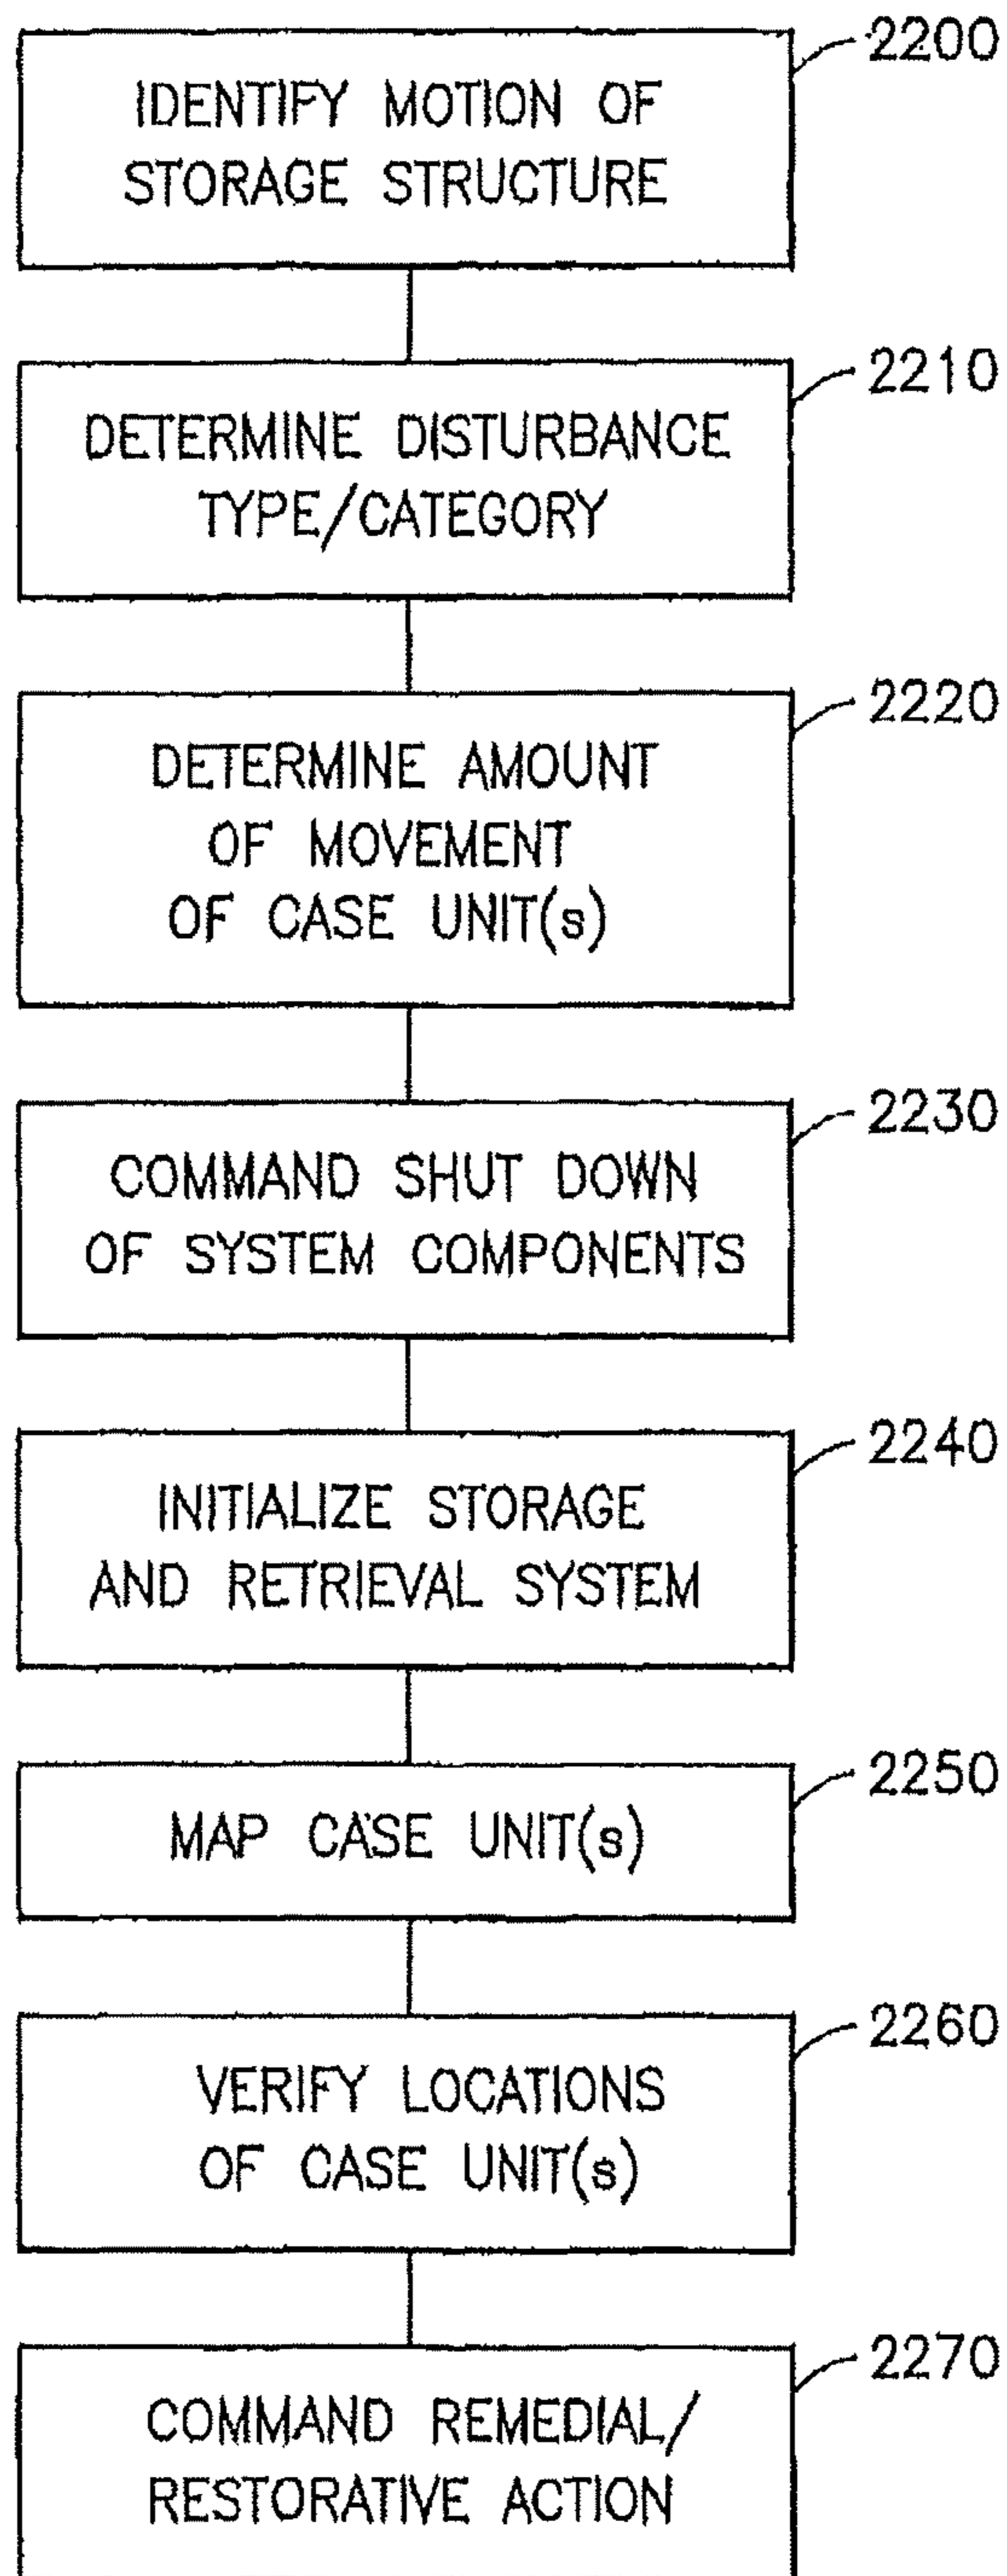 2200
IDENTIFY MOTION OF
STORAGE STRUCTURE
2210
DETERMINE DISTURBANCE
TYPE/CATEGORY
2220
DETERMINE AMOUNT
OF MOVEMENT
OF CASE UNIT(s)
2230
COMMAND SHUT DOWN
OF SYSTEM COMPONENTS
2240
INITIALIZE STORAGE
AND RETRIEVAL SYSTEM
2250
MAP CASE UNIT(s)
2260
VERIFY LOCATIONS
OF CASE UNIT(s)
2270
COMMAND REMEDIAL/
RESTORATIVE ACTION